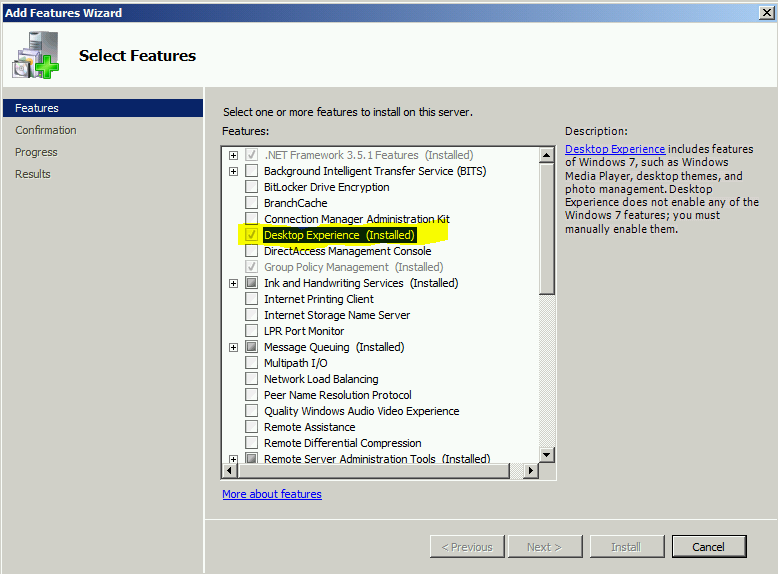 Add Features Wizard
Select Features
Features
Confirmation
Progress
Results
Select one or more features to install on this server.
Features:
.NET Framework 3.5.1 Features (Installed)
Background Intelligent Transfer Service (BITS)
BitLocker Drive Encryption
BranchCache
Connection Manager Administration Kit
Desktop Experience (Installed)
DirectAccess Management Console
Group Policy Management (Installed)
Ink and Handwriting Services (Installed)
Internet Printing Client
Internet Storage Name Server
LPR Port Monitor
Message Queuing (Installed)
Multipath I/O
Network Load Balancing
Peer Name Resolution Protocol
Quality Windows Audio Video Experience
Remote Assistance
Remote Differential Compression
Remote Server Administration Tools (Installed)
More about features
Description:
Desktop Experience includes features
of Windows 7, such as Windows
Media Player, desktop themes, and
photo management. Desktop
Experience does not enable any of the
Windows 7 features; you must
manually enable them.
< Previous
Next >
Install
Cancel